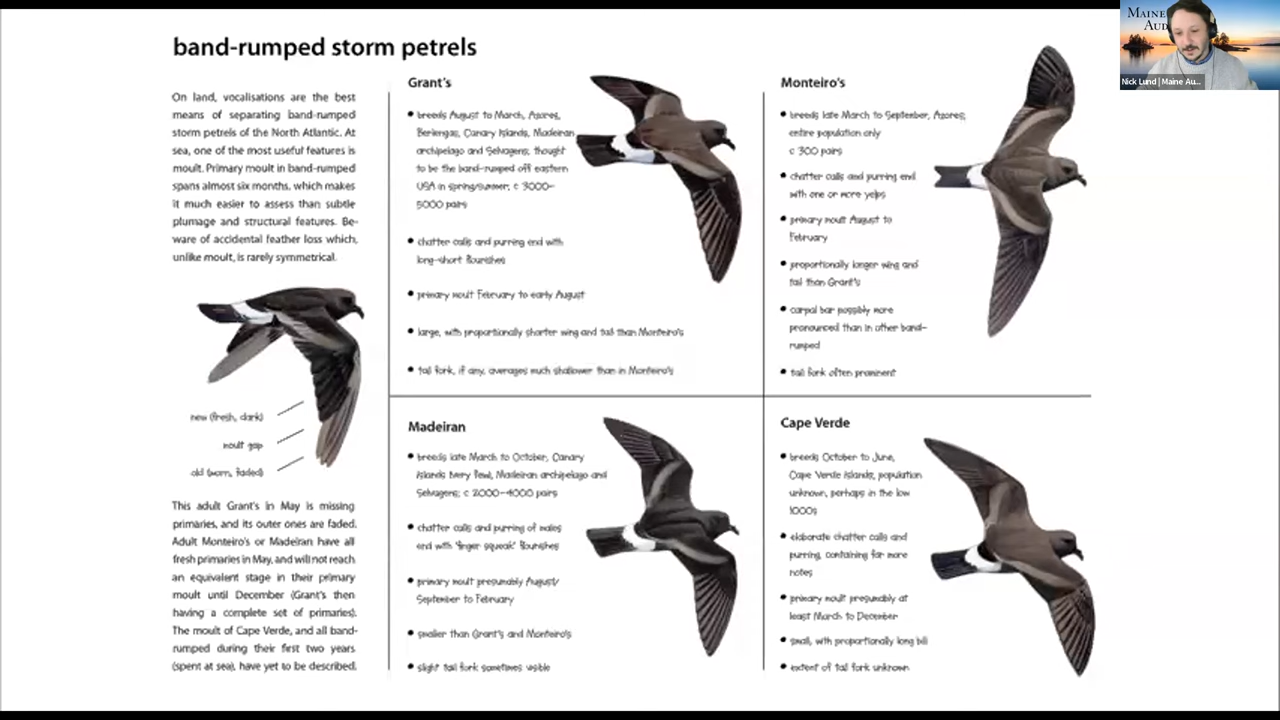 band-rumped storm petrels
On land, vocalisations are the best
means of separating band-rumped
storm petrels of the North Atlantic. At
sea, one of the most useful features is
moult. Primary moult in band-rumped
spans almost six months, which makes
it much easier to assess than subtle
plumage and structural features. Be-
ware of accidental feather loss which,
unlike moult, is rarely symmetrical.
new (fresh, dark)
moult gap
old (worn, faded)
This adult Grant's in May is missing
primaries, and its outer ones are faded.
Adult Monteiro's or Madeiran have all
fresh primaries in May, and will not reach
an equivalent stage in their primary
moult until December (Grant's then
having a complete set of primaries).
The moult of Cape Verde, and all band-
rumped during their first two years
(spent at sea), have yet to be described.
Grant's
• breeds August to March, Azores,
Berlengas, Canary Islands, Madeiran
archipelago and Selvagens; thought
to be the band-rumped off eastern
USA in spring/summer; c 3000-
5000 pairs
• chatter calls and purring end with
long-short flourishes
• primary moult February to early August
• large, with proportionally shorter wing and tail than Monteiro's
• tail fork, if any, averages much shallower than in Monteiro's
Monteiro's
• breeds late March to September, Azores;
entire population only
c 300 pairs
• chatter calls and purring end
with one or more yelps
• primary moult August to
February
• proportionally longer wing and
tail than Grant's
• carpal bar possibly more
pronounced than in other band-
rumped
• tail fork often prominent
Madeiran
• breeds late March to October, Canary
Islands (very few), Madeiran archipelago and
Selvagens; c 2000-4000 pairs
• chatter calls and purring of males
end with 'finger squeak' flourishes
• primary moult presumably August/
September to February
• smaller than Grant's and Monteiro's
• slight tail fork sometimes visible
Cape Verde
• breeds October to June,
Cape Verde Islands; population
unknown, perhaps in the low
1000s
• elaborate chatter calls and
purring, containing far more
notes
• primary moult presumably at
least March to December
• small, with proportionally long bill
• extent of tail fork unknown
MAINE
AUD
Nick Lund | Maine Au...